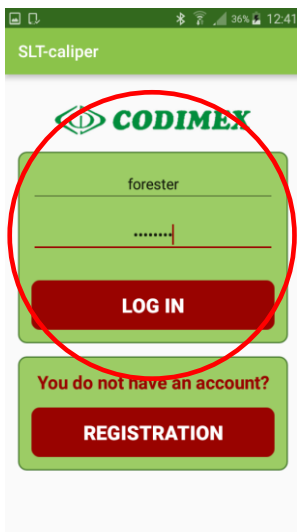 36% 12:41
SLT-caliper
CODIMEX
forester
••••••••
LOG IN
You do not have an account?
REGISTRATION